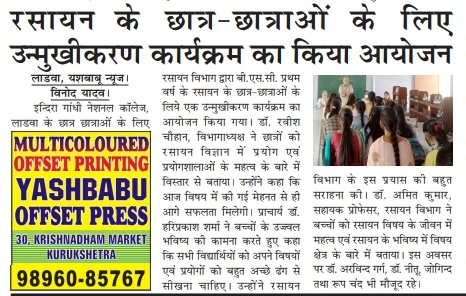 रसायन के छात्र-छात्राओं के लिए
उन्मुखीकरण कार्यक्रम का किया आयोजन
लाडवा, यशबाबू न्यूज।
विनोद यादव।
इन्दिरा गांधी नेशनल कॉलेज,
लाडवा के छात्र छात्राओं के लिए
MULTICOLOURED
OFFSET PRINTING
YASHBABU
OFFSET PRESS
30, KRISHNADHAM MARKET
KURUKSHETRA
98960-85767
रसायन विभाग द्वारा बी.एस.सी. प्रथम
वर्ष के रसायन के छात्र-छात्राओं के
लिये एक उन्मुखीकरण कार्यक्रम का
आयोजन किया गया। डॉ. रवीश
चौहान, विभागाध्यक्ष ने छात्रों को
रसायन विज्ञान में प्रयोग एवं
प्रयोगशालाओं के महत्व के बारे में
विस्तार से बताया। उन्होंने कहा कि
आज विषय में की गई मेहनत से ही
आगे सफलता मिलेगी। प्राचार्य डॉ.
हरिप्रकाश शर्मा ने बच्चों के उज्वल
भविष्य की कामना करते हुए कहा
कि सभी विद्यार्थियों को अपने विषयों
एवं प्रयोगों को बहुत अच्छे ढंग से
सीखना चाहिए। उन्होंने रसायन
विभाग के इस प्रयास की बहुत
सराहना की। डॉ. अमित कुमार,
सहायक प्रोफेसर, रसायन विभाग ने
बच्चों को रसायन विषय के जीवन में
महत्व एवं रसायन के भविष्य में विषय
क्षेत्र के बारे में बताया। इस अवसर
पर डॉ. अरविन्द गर्ग, डॉ. नीतू, जोगिन्द
तथा रूप चंद भी मौजूद रहे।